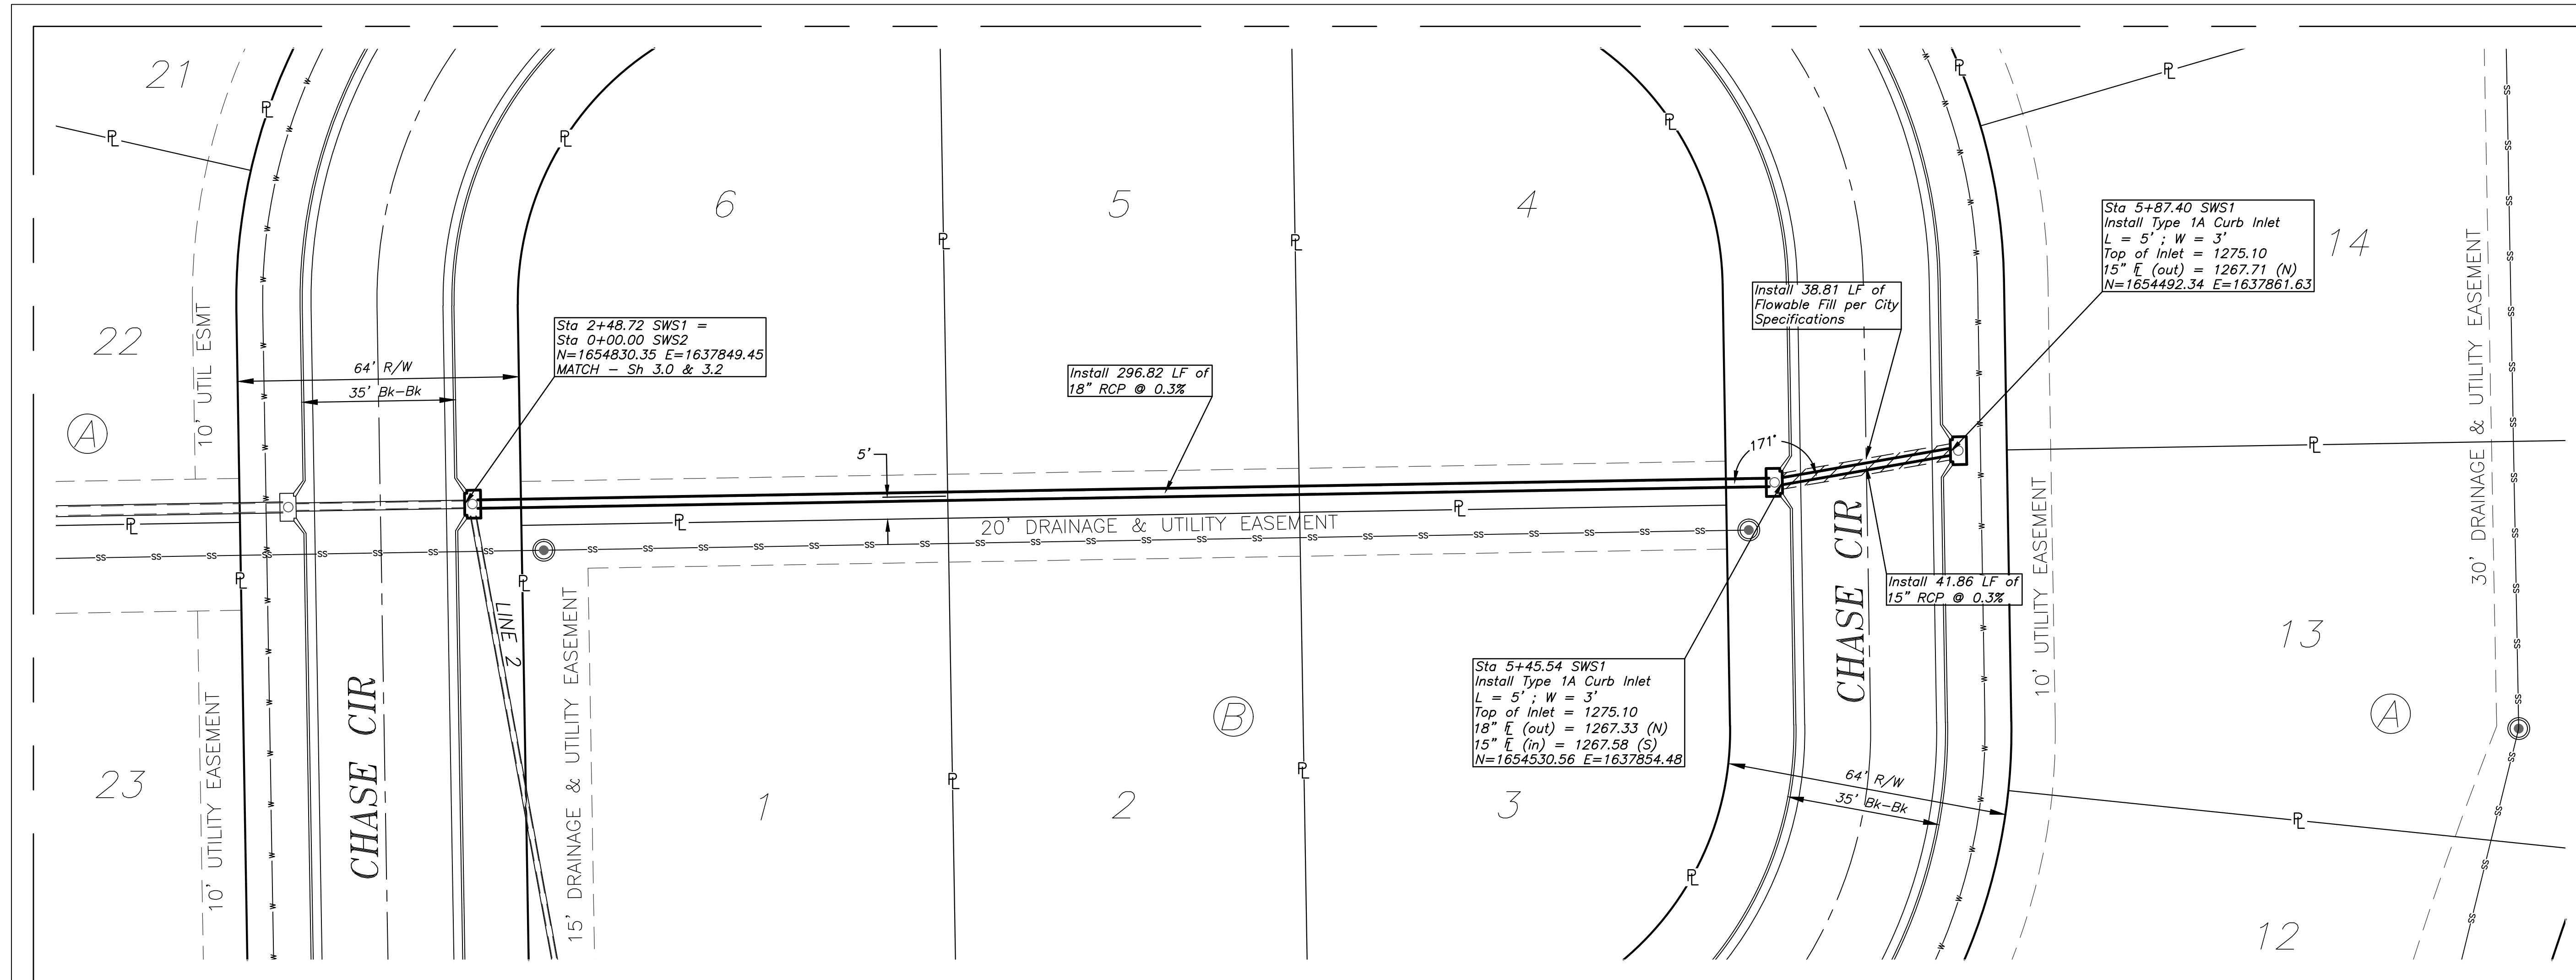 21
22
23
A
10' UTIL ESMT
10' UTILITY EASEMENT
64' R/W
35' Bk-Bk
CHASE CIR
Sta 2+48.72 SWS1 =
Sta 0+00.00 SWS2
N=1654830.35 E=1637849.45
MATCH - Sh 3.0 & 3.2
LINE 2
15' DRAINAGE & UTILITY EASEMENT
6
5
4
5'
Install 296.82 LF of
18" RCP @ 0.3%
20' DRAINAGE & UTILITY EASEMENT
1
2
3
B
Install 38.81 LF of
Flowable Fill per City
Specifications
171°
Sta 5+87.40 SWS1
Install Type 1A Curb Inlet
L = 5' ; W = 3'
Top of Inlet = 1275.10
15" FL (out) = 1267.71 (N)
N=1654492.34 E=1637861.63
Install 41.86 LF of
15" RCP @ 0.3%
Sta 5+45.54 SWS1
Install Type 1A Curb Inlet
L = 5' ; W = 3'
Top of Inlet = 1275.10
18" FL (out) = 1267.33 (N)
15" FL (in) = 1267.58 (S)
N=1654530.56 E=1637854.48
CHASE CIR
64' R/W
35' Bk-Bk
10' UTILITY EASEMENT
30' DRAINAGE & UTILITY EASEMENT
14
13
A
12